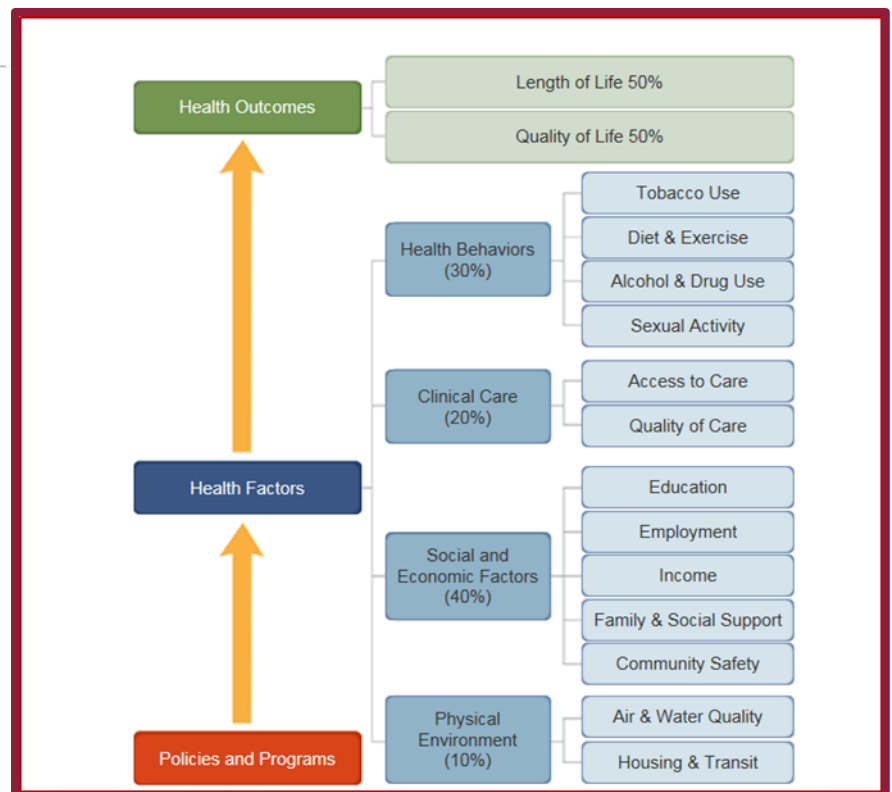 Health Outcomes
Length of Life 50%
Quality of Life 50%
Health Behaviors
(30%)
Tobacco Use
Diet & Exercise
Alcohol & Drug Use
Sexual Activity
Clinical Care
(20%)
Access to Care
Quality of Care
Health Factors
Social and
Economic Factors
(40%)
Education
Employment
Income
Family & Social Support
Community Safety
Physical
Environment
(10%)
Air & Water Quality
Housing & Transit
Policies and Programs